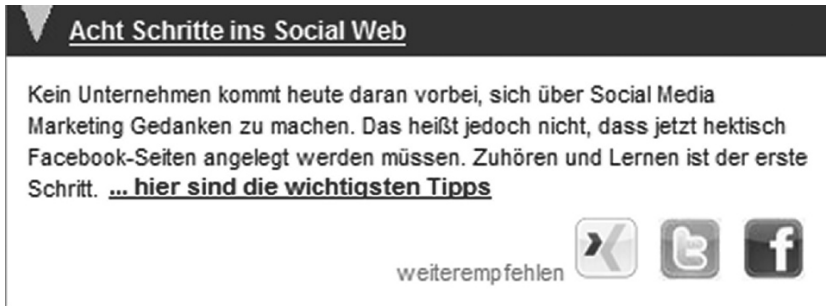 Acht Schritte ins Social Web
Kein Unternehmen kommt heute daran vorbei, sich über Social Media
Marketing Gedanken zu machen. Das heißt jedoch nicht, dass jetzt hektisch
Facebook-Seiten angelegt werden müssen. Zuhören und Lernen ist der erste
Schritt. ... hier sind die wichtigsten Tipps
weiterempfehlen